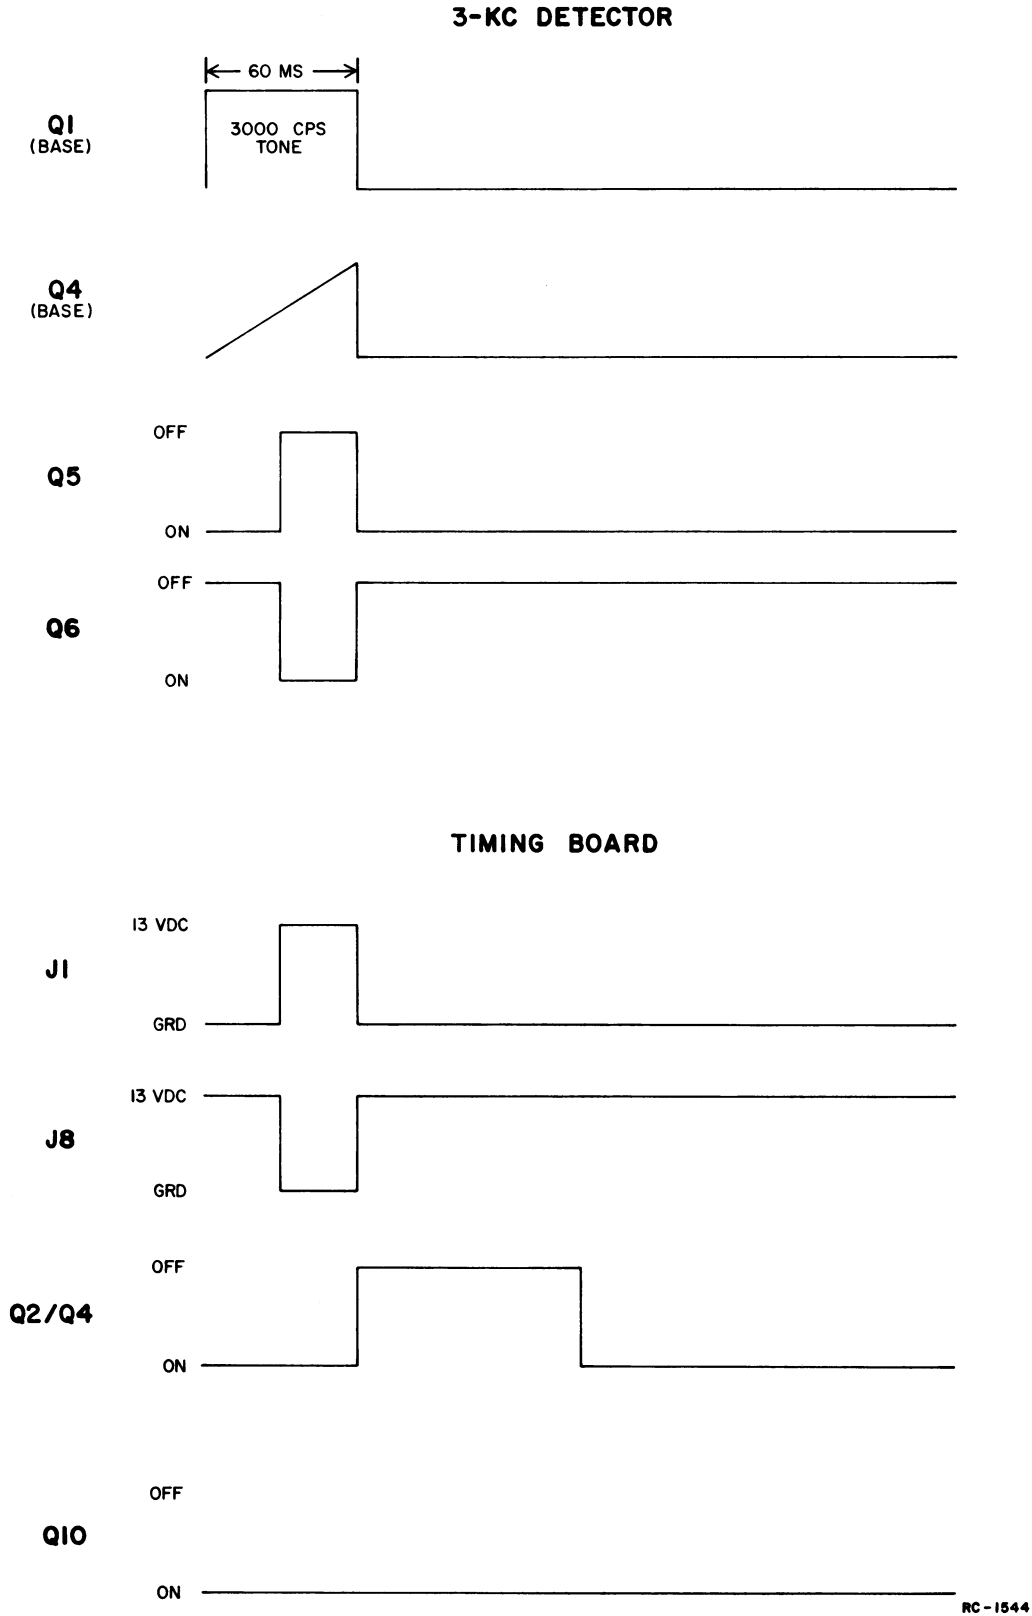 3-KC DETECTOR
60 MS
Q1
(BASE)
3000 CPS
TONE
Q4
(BASE)
OFF
Q5
ON
OFF
Q6
ON
TIMING BOARD
13 VDC
J1
GRD
13 VDC
J8
GRD
OFF
Q2/Q4
ON
OFF
Q10
ON
RC-1544